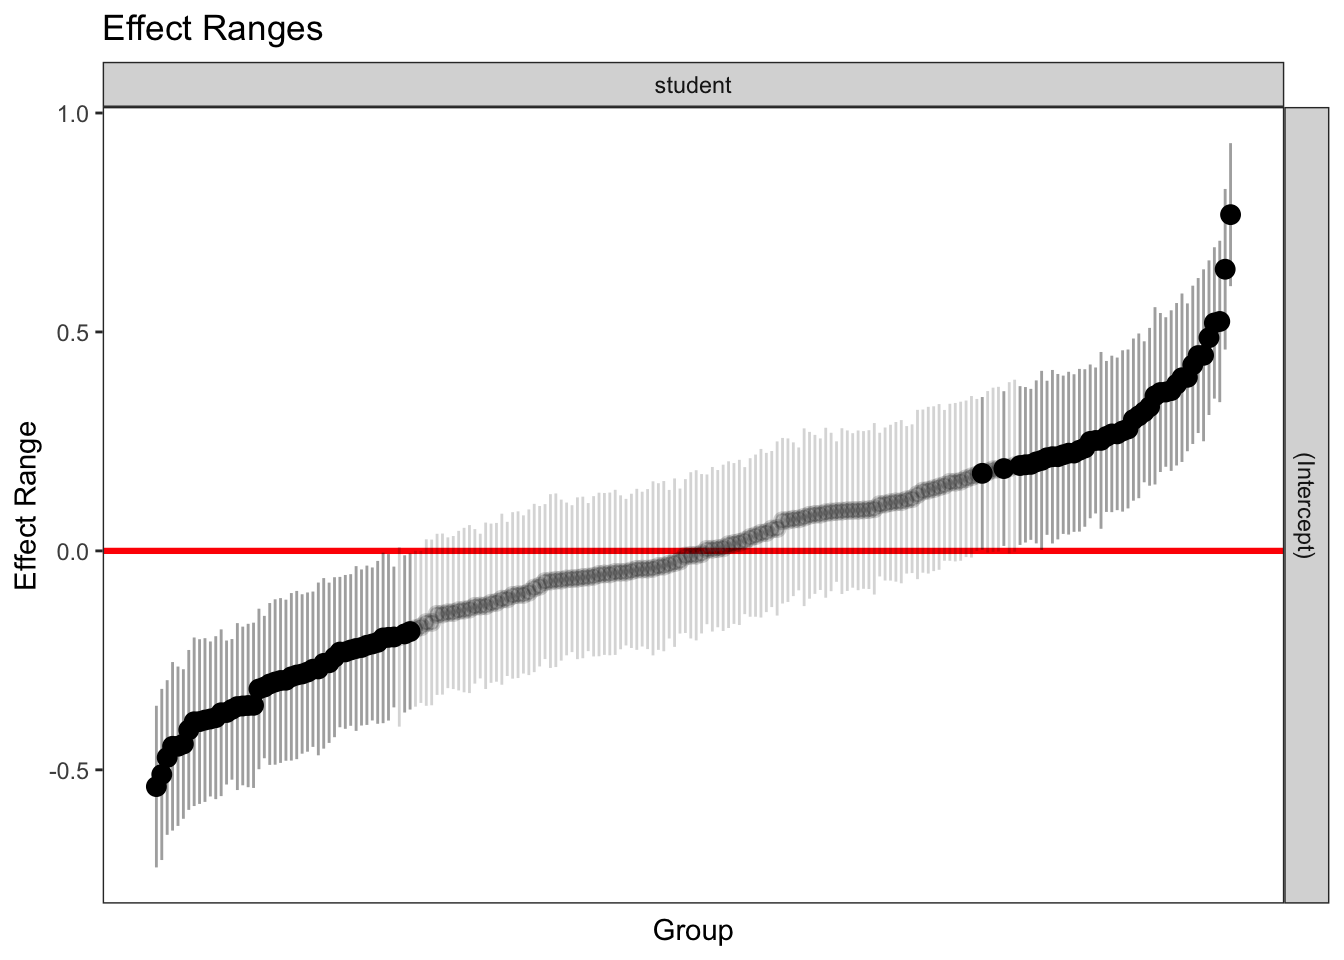 Effect Ranges
student
1.0
0.5
0.0
-0.5
Effect Range
(Intercept)
Group